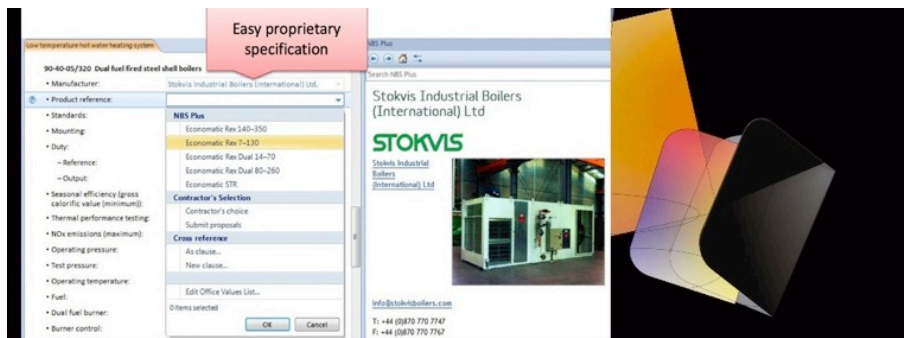 Easy proprietary
specification
Low temperature hot water heating system
90-40-05/320 Dual fuel fired steel shell boilers
• Manufacturer:
Stokvis Industrial Boilers (International) Ltd.
• Product reference:
• Standards:
• Mounting:
• Duty:
– Reference:
– Output:
• Seasonal efficiency (gross
calorific value (minimum)):
• Thermal performance testing:
• NOx emissions (maximum):
• Operating pressure:
• Test pressure:
• Operating temperature:
• Fuel:
• Dual fuel burner:
• Burner control:
NBS Plus
Economatic Rex 140–350
Economatic Rex 7–130
Economatic Rex Dual 14–70
Economatic Rex Dual 80–260
Economatic STR
Contractor's Selection
Contractor's choice
Submit proposals
Cross reference
As clause...
New clause...
Edit Office Values List...
0 items selected
OK
Cancel
NBS Plus
Search NBS Plus
Stokvis Industrial Boilers
(International) Ltd
STOKVIS
Stokvis Industrial
Boilers
(International) Ltd
info@stokvisboilers.com
T: +44 (0)870 770 7747
F: +44 (0)870 770 7767